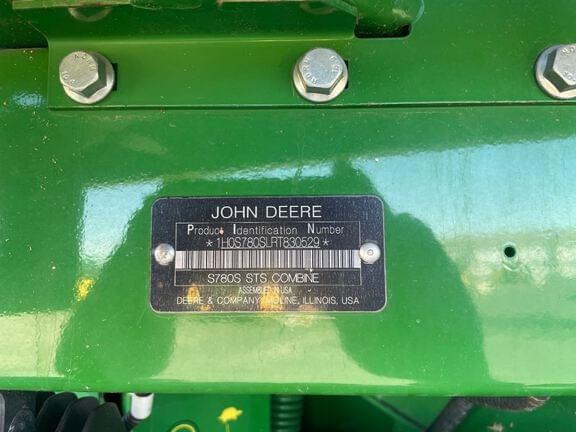 JOHN DEERE
Product Identification Number
*1H0S780SLRT830529*
S780S STS COMBINE
ASSEMBLED IN USA
DEERE & COMPANY MOLINE, ILLINOIS, USA